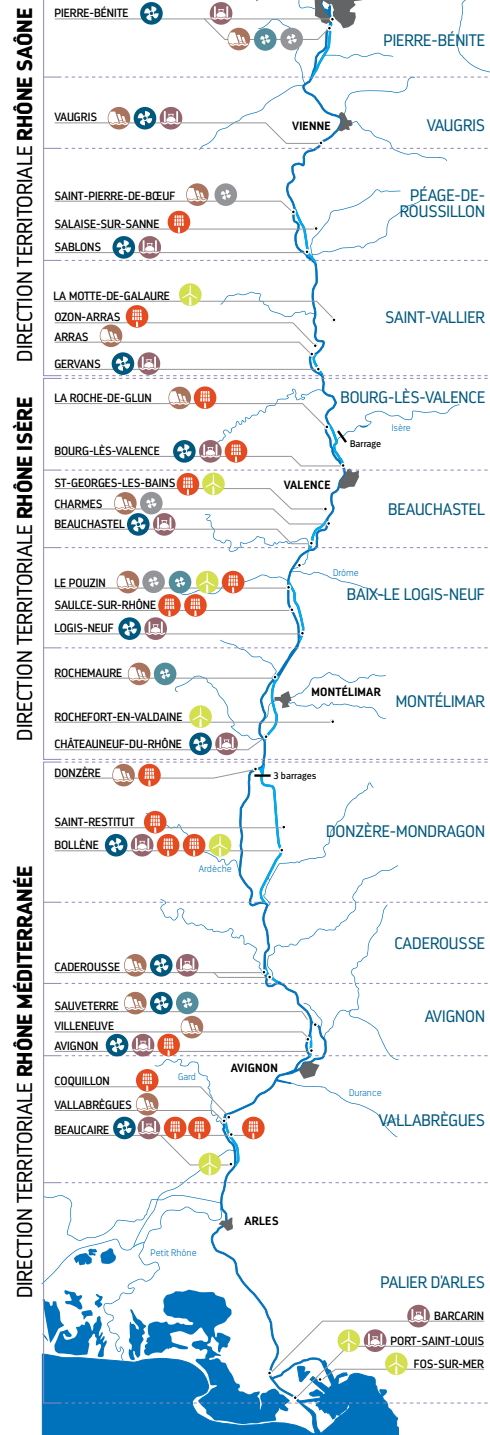 DIRECTION TERRITORIALE RHÔNE SAÔNE
PIERRE-BÉNITE
PIERRE-BÉNITE
VAUGRIS
VIENNE
VAUGRIS
SAINT-PIERRE-DE-BŒUF
SALAISE-SUR-SANNE
SABLONS
PÉAGE-DE-
ROUSSILLON
LA MOTTE-DE-GALAURE
OZON-ARRAS
ARRAS
GERVANS
SAINT-VALLIER
DIRECTION TERRITORIALE RHÔNE ISÈRE
LA ROCHE-DE-GLUN
BOURG-LÈS-VALENCE
Isère
Barrage
BOURG-LÈS-VALENCE
ST-GEORGES-LES-BAINS
VALENCE
CHARMES
BEAUCHASTEL
BEAUCHASTEL
Drôme
LE POUZIN
SAULCE-SUR-RHÔNE
LOGIS-NEUF
BAIX-LE LOGIS-NEUF
ROCHEMAURE
MONTÉLIMAR
ROCHEFORT-EN-VALDAINE
CHÂTEAUNEUF-DU-RHÔNE
MONTÉLIMAR
DIRECTION TERRITORIALE RHÔNE MÉDITERRANÉE
DONZÈRE
3 barrages
SAINT-RESTITUT
BOLLÈNE
DONZÈRE-MONDRAGON
Ardèche
CADEROUSSE
CADEROUSSE
SAUVETERRE
VILLENEUVE
AVIGNON
AVIGNON
AVIGNON
COQUILLON
Gard
VALLABRÈGUES
Durance
BEAUCAIRE
VALLABRÈGUES
ARLES
Petit Rhône
PALIER D'ARLES
BARCARIN
PORT-SAINT-LOUIS
FOS-SUR-MER